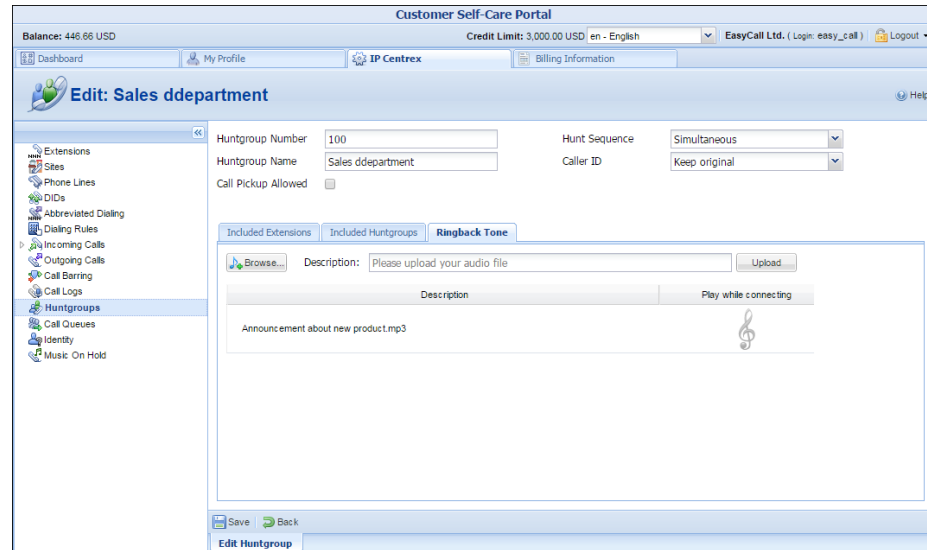 Customer Self-Care Portal
Balance: 446.66 USD Credit Limit: 3,000.00 USD en - English EasyCall Ltd. ( Login: easy_call ) Logout
Dashboard My Profile IP Centrex Billing Information
Edit: Sales ddepartment Help
Extensions
Sites
Phone Lines
DIDs
Abbreviated Dialing
Dialing Rules
Incoming Calls
Outgoing Calls
Call Barring
Call Logs
Huntgroups
Call Queues
Identity
Music On Hold
Huntgroup Number 100 Hunt Sequence Simultaneous
Huntgroup Name Sales ddepartment Caller ID Keep original
Call Pickup Allowed
Included Extensions Included Huntgroups Ringback Tone
Browse... Description: Please upload your audio file Upload
Description Play while connecting
Announcement about new product.mp3
Save Back
Edit Huntgroup